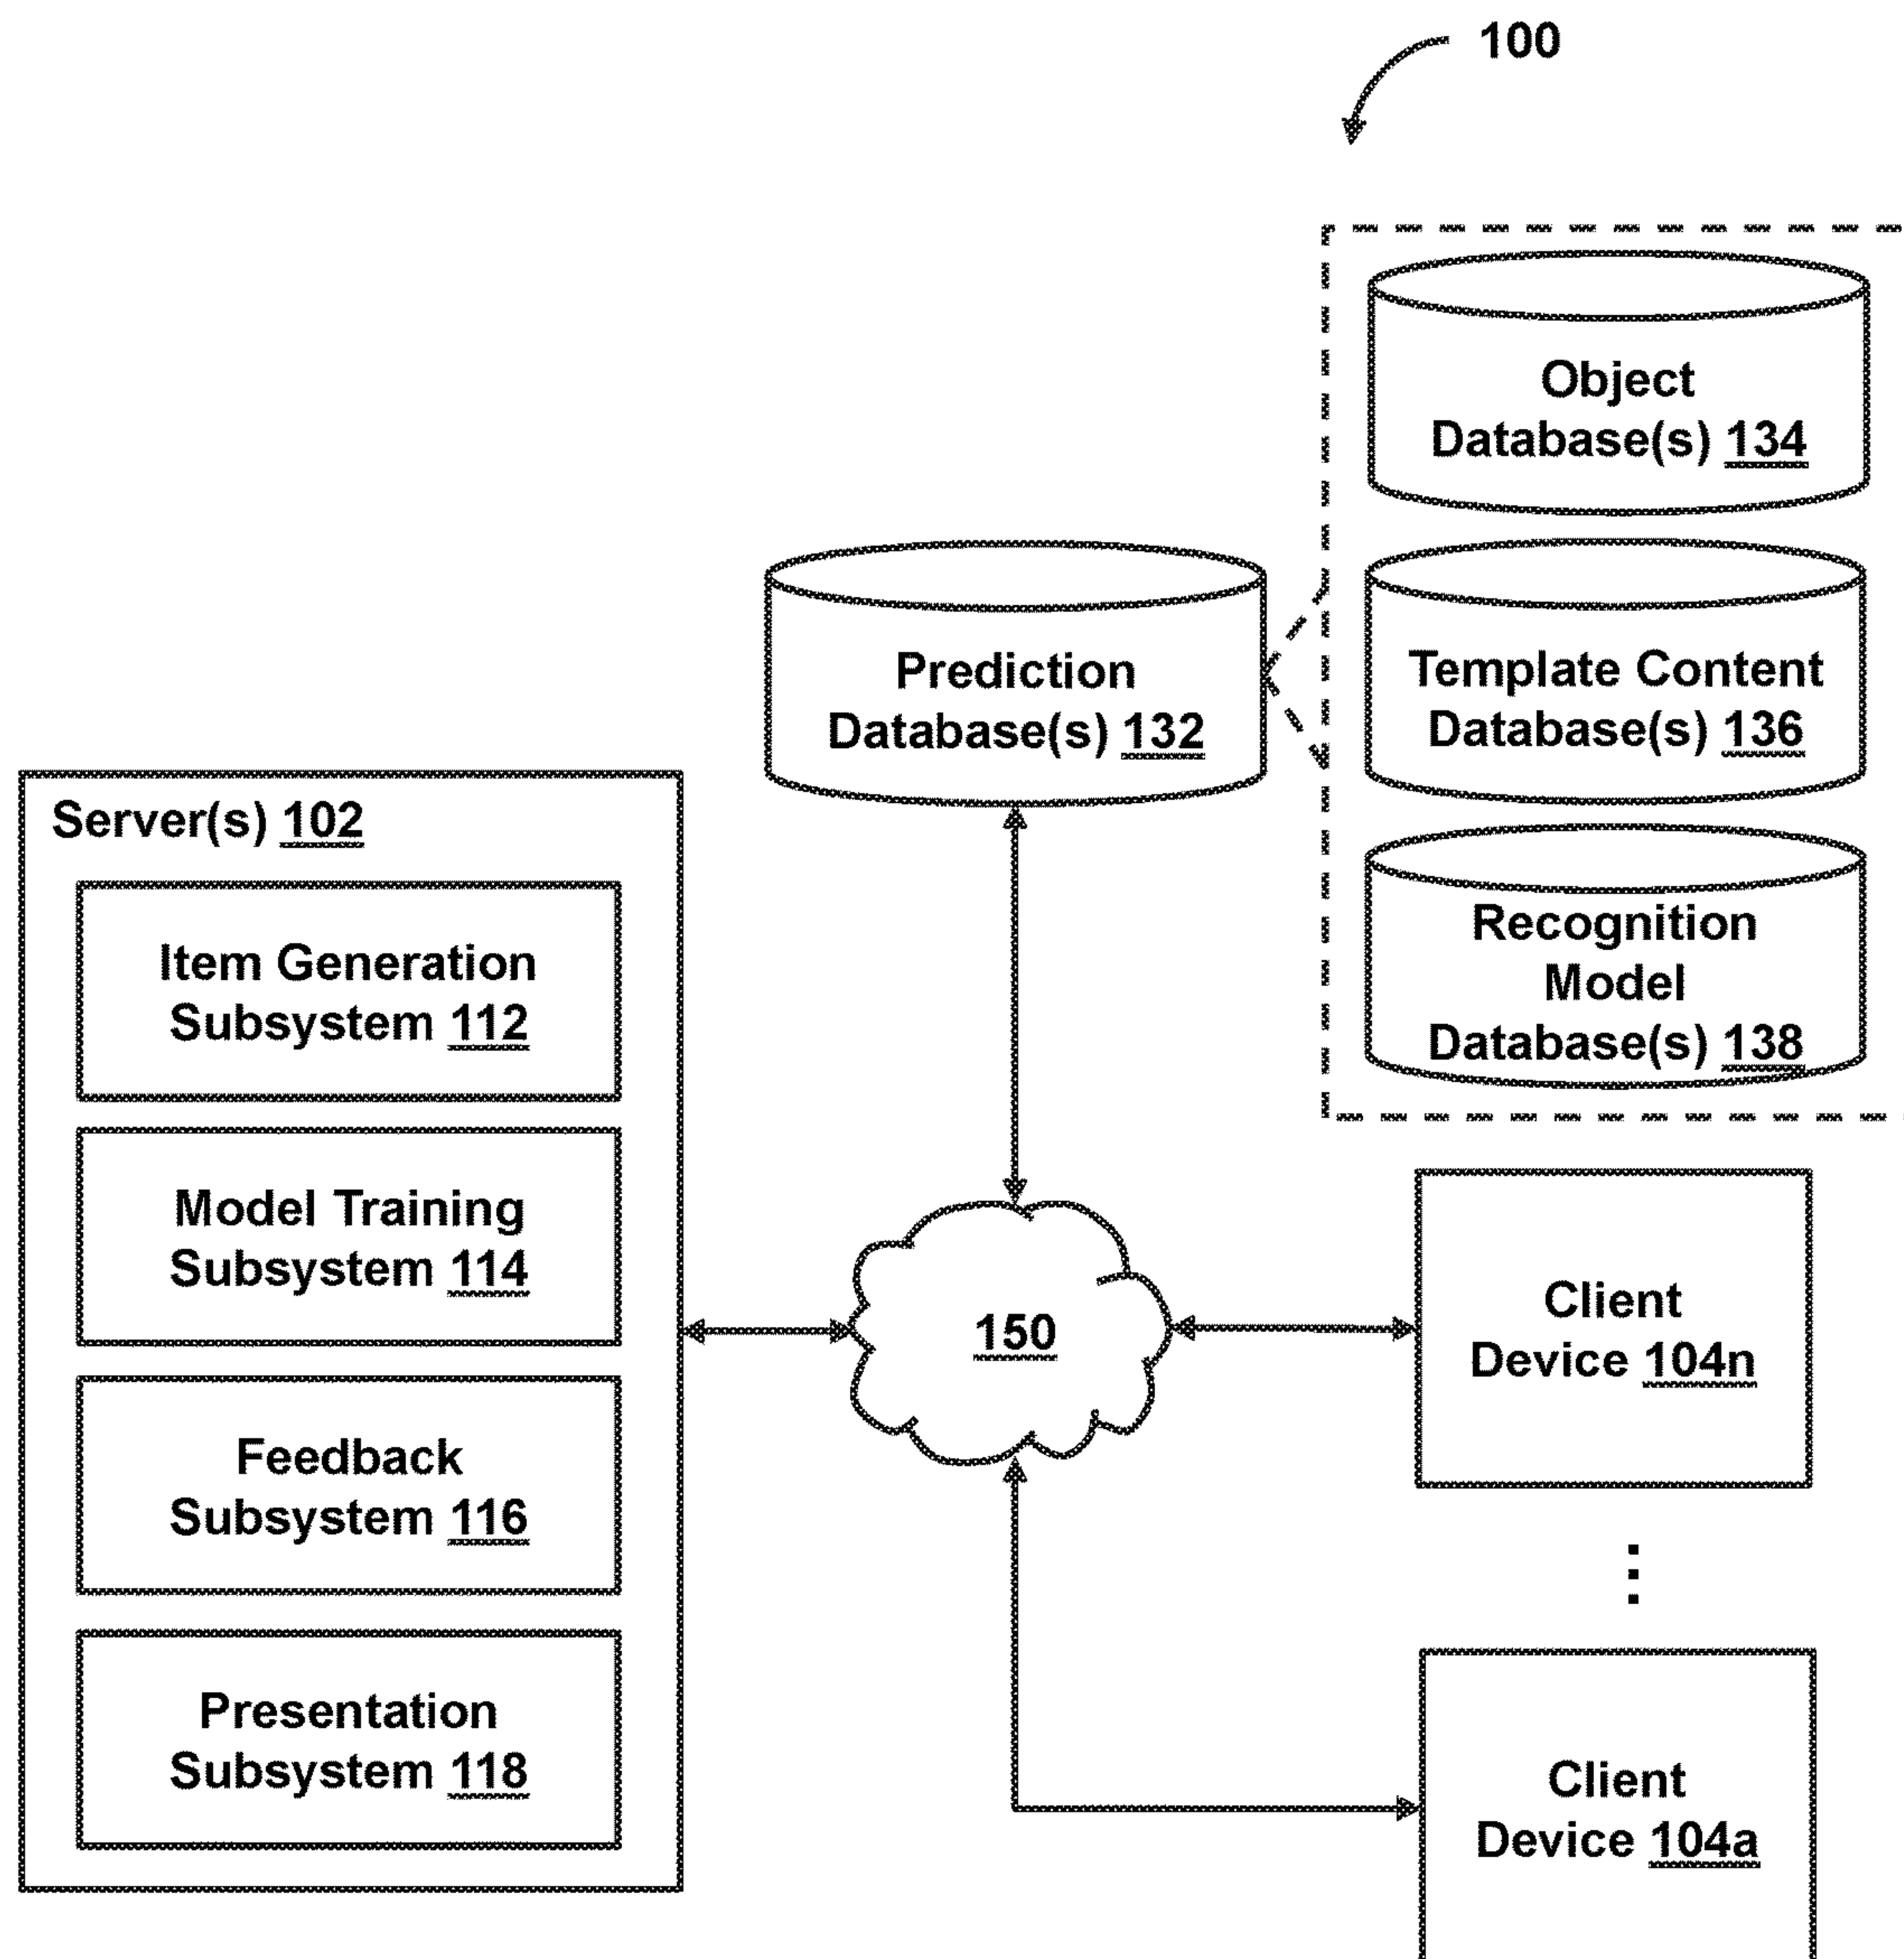 100
Object
Database(s) 134
Prediction
Database(s) 132
Template Content
Database(s) 136
Recognition
Model
Database(s) 138
Server(s) 102
Item Generation
Subsystem 112
Model Training
Subsystem 114
Feedback
Subsystem 116
Presentation
Subsystem 118
150
Client
Device 104n
Client
Device 104a